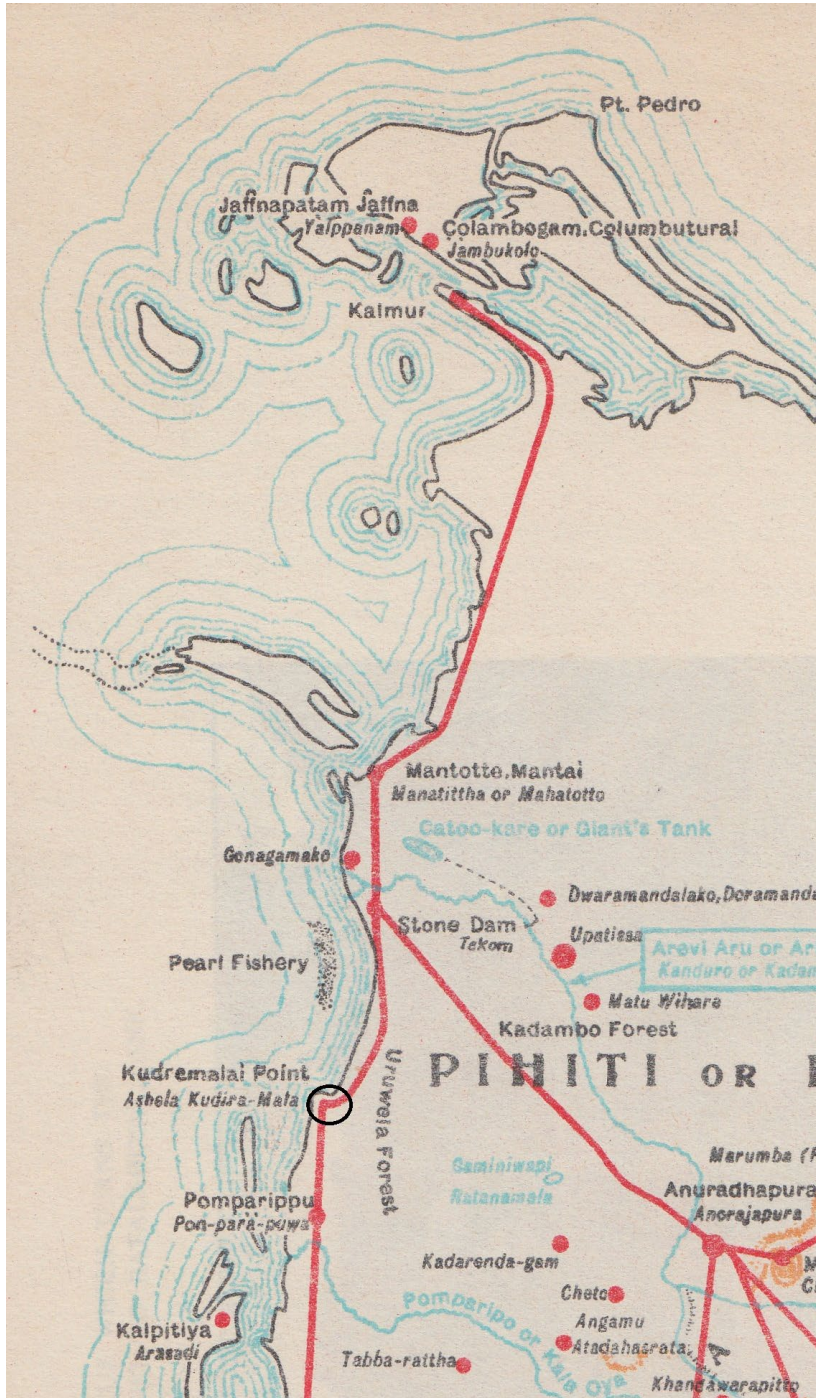 Pt. Pedro
Jaffnapatam Jaffna
Yalppanam
Colambogam, Columbutural
Jambukolo
Kalmur
Mantotte, Mantai
Manatittha or Mahatotto
Catoo-kare or Giant's Tank
Gonagamako
Dwaramandalako, Doramanda
Stone Dam
Tekom
Upatissa
Arevi Aru or Ar
Kanduro or Kadam
Pearl Fishery
Matu Wihare
Kadambo Forest
Kudremalai Point
Ashela Kudira-Mala
Uruwela Forest
PIHITI OR
Marumba
Gaminiwapi
Ratanamala
Anuradhapura
Anorajapura
Pomparippu
Pon-para-puwa
Kadarenda-gam
M
Cheto
Kalpitiya
Arasadi
Pomparipo or Kala Oya
Angamu
Atadahasrata
Tabba-rattha
Khandawarapitto